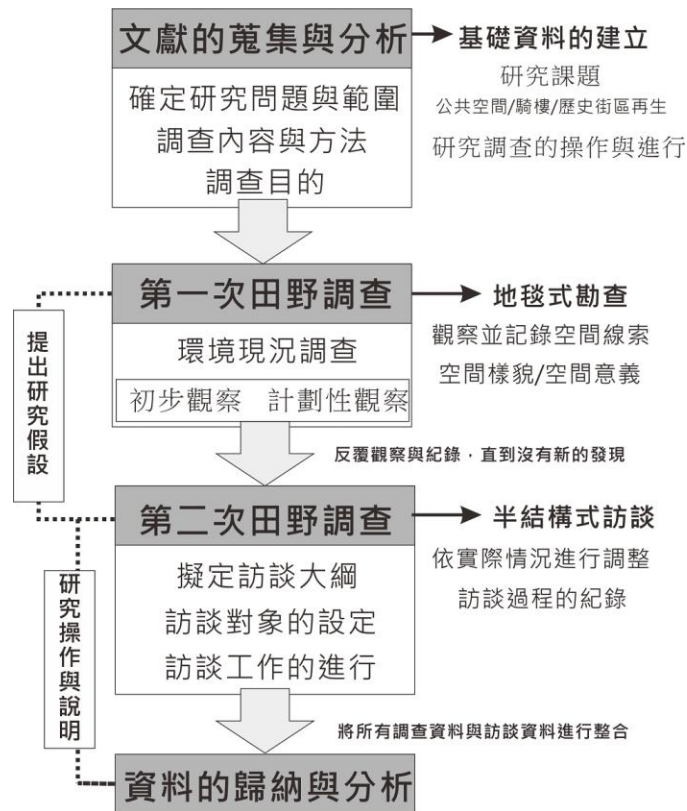 文獻的蒐集與分析
確定研究問題與範圍
調查內容與方法
調查目的
基礎資料的建立
研究課題
公共空間/騎樓/歷史街區再生
研究調查的操作與進行
第一次田野調查
環境現況調查
初步觀察 計劃性觀察
地毯式勘查
觀察並記錄空間線索
空間樣貌/空間意義
提出研究假設
反覆觀察與紀錄，直到沒有新的發現
第二次田野調查
擬定訪談大綱
訪談對象的設定
訪談工作的進行
半結構式訪談
依實際情況進行調整
訪談過程的紀錄
研究操作與說明
將所有調查資料與訪談資料進行整合
資料的歸納與分析